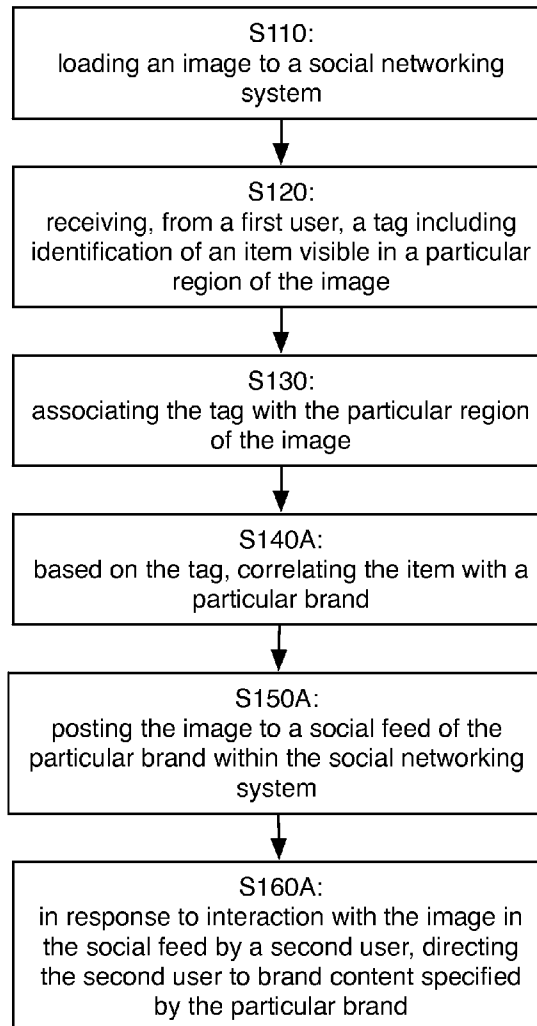 S110:
loading an image to a social networking
system
S120:
receiving, from a first user, a tag including
identification of an item visible in a particular
region of the image
S130:
associating the tag with the particular region
of the image
S140A:
based on the tag, correlating the item with a
particular brand
S150A:
posting the image to a social feed of the
particular brand within the social networking
system
S160A:
in response to interaction with the image in
the social feed by a second user, directing
the second user to brand content specified
by the particular brand